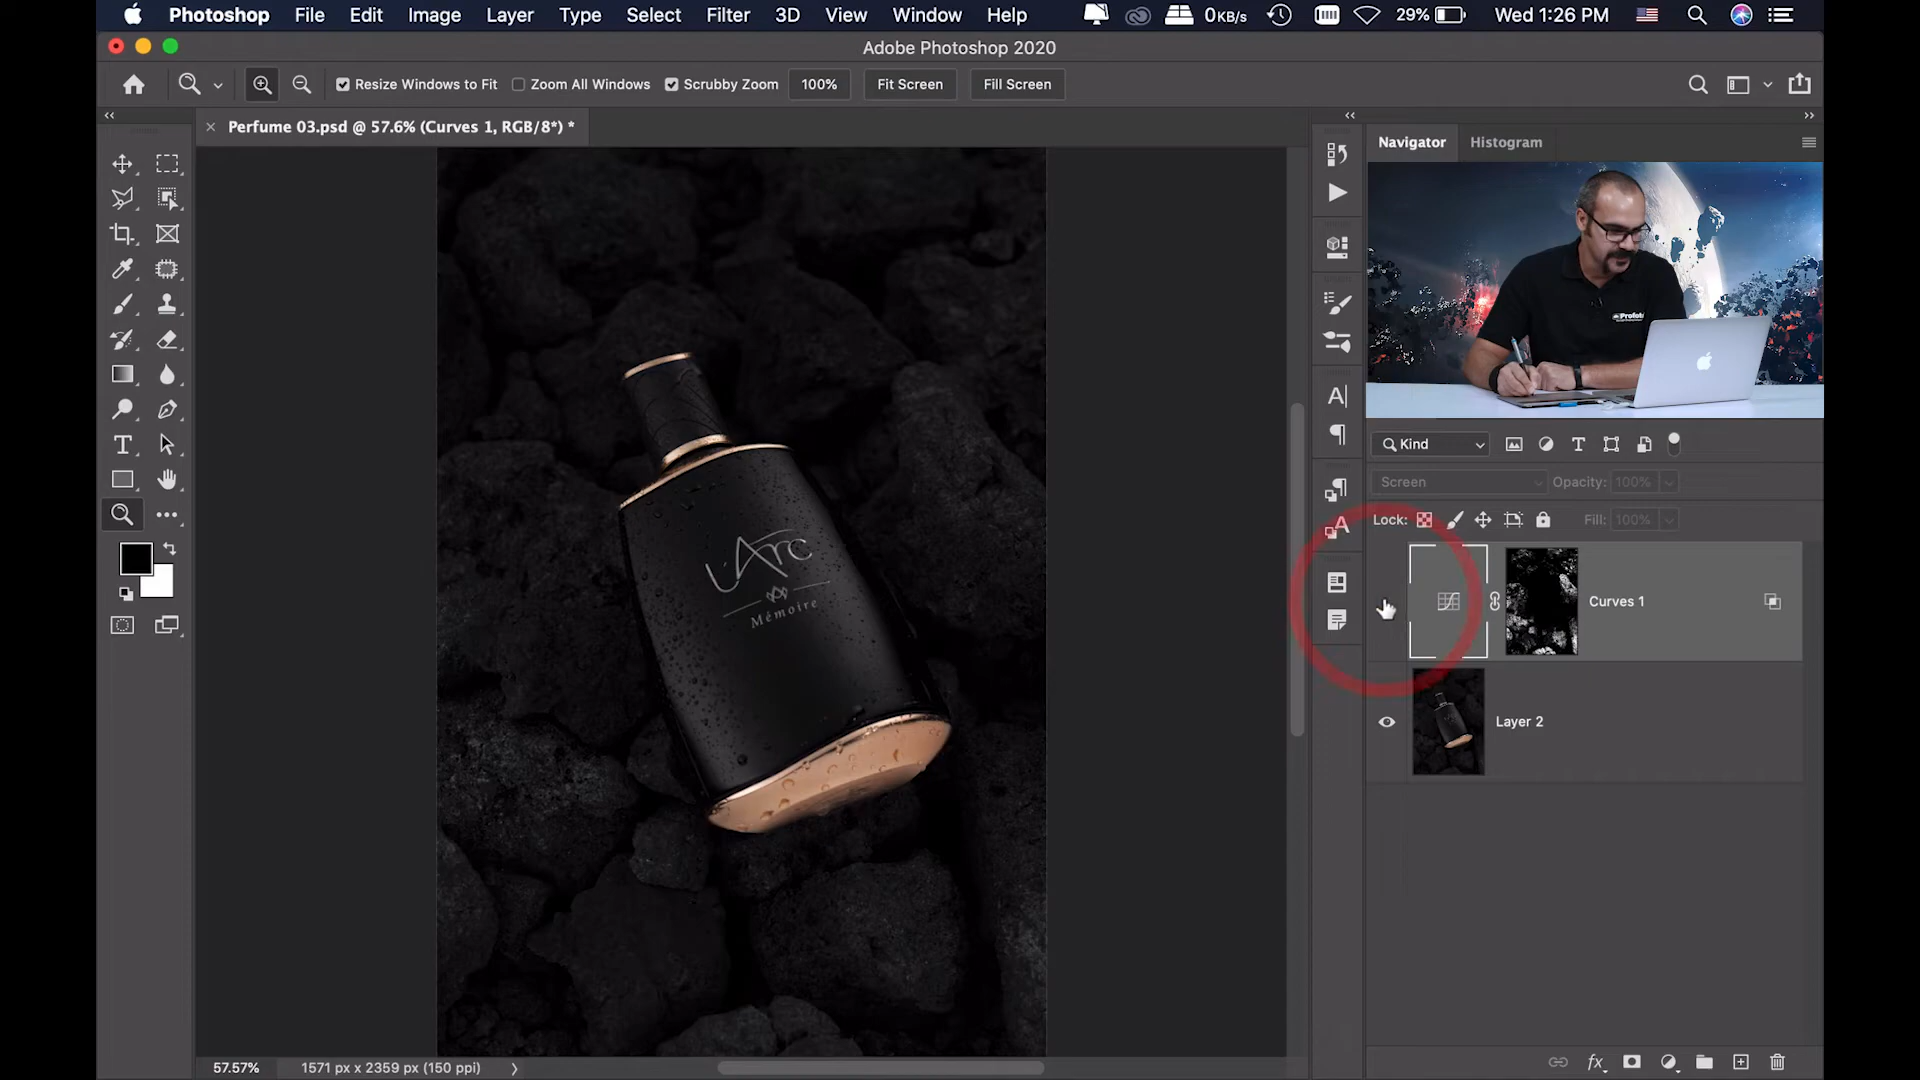 Photoshop File Edit Image Layer Type Select Filter 3D View Window Help 0KB/s 29% Wed 1:26 PM
Adobe Photoshop 2020
Resize Windows to Fit Zoom All Windows Scrubby Zoom 100% Fit Screen Fill Screen
Perfume 03.psd @ 57.6% (Curves 1, RGB/8*) *
Navigator Histogram
Profoto
Kind
Screen Opacity: 100%
Lock: Fill: 100%
L'Arc
Mémoire
Curves 1
Layer 2
57.57% 1571 px x 2359 px (150 ppi)